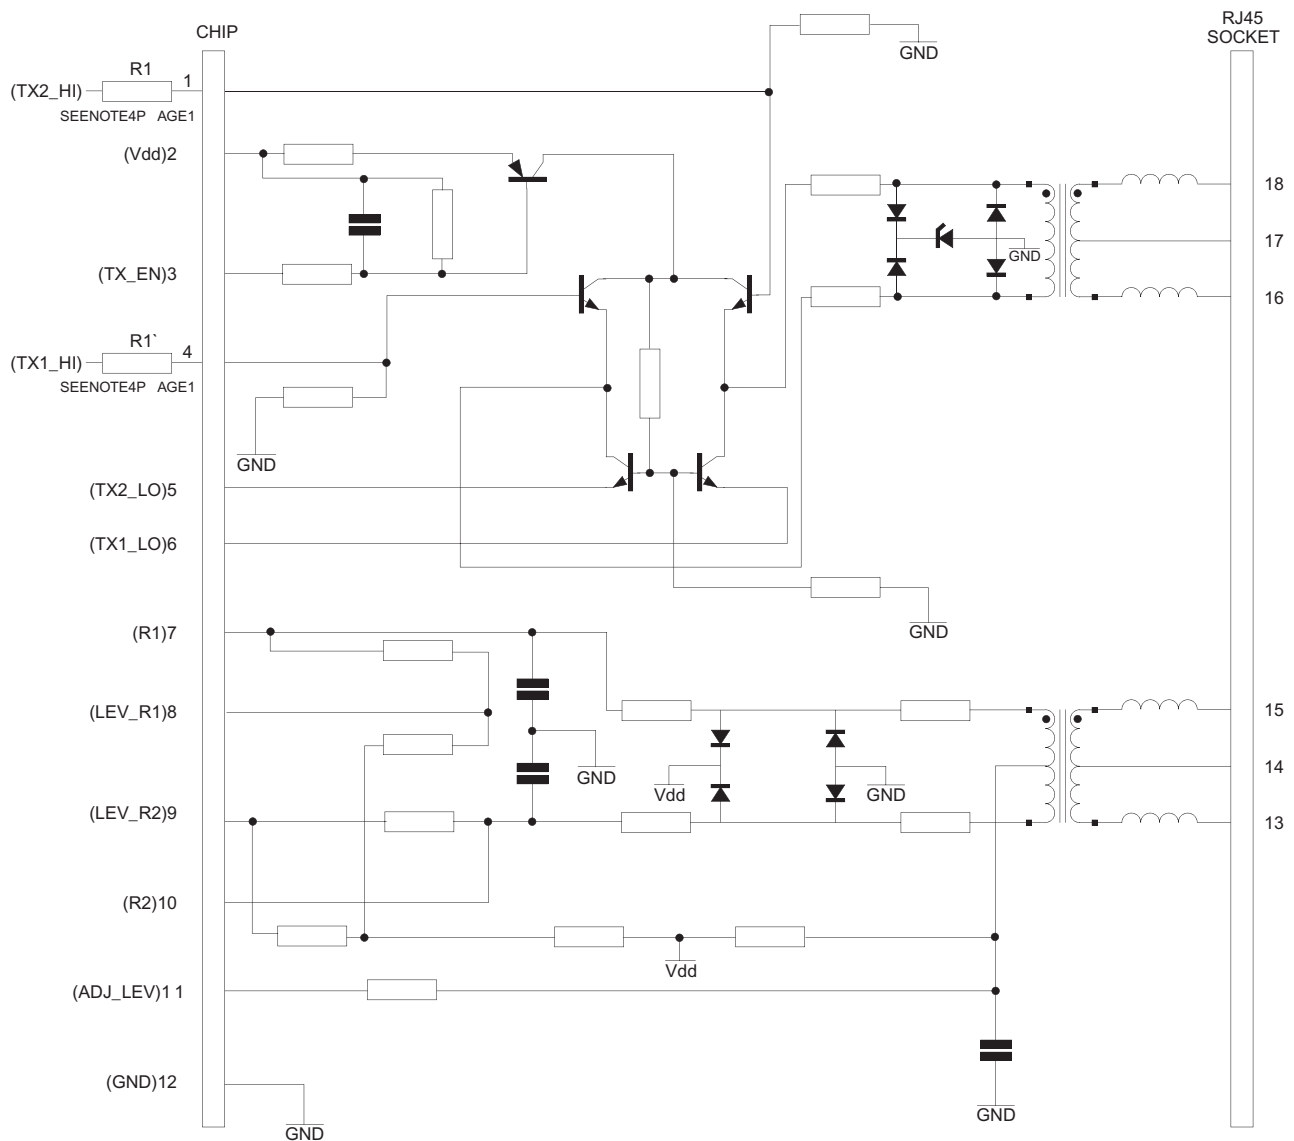 RJ45
SOCKET
CHIP
GND
R1
1
(TX2_HI)
SEENOTE4P AGE1
(Vdd)2
18
17
GND
(TX_EN)3
16
R1`
4
(TX1_HI)
SEENOTE4P AGE1
GND
(TX2_LO)5
(TX1_LO)6
(R1)7
GND
(LEV_R1)8
15
GND
14
Vdd
GND
(LEV_R2)9
13
(R2)10
Vdd
(ADJ_LEV)11
(GND)12
GND
GND